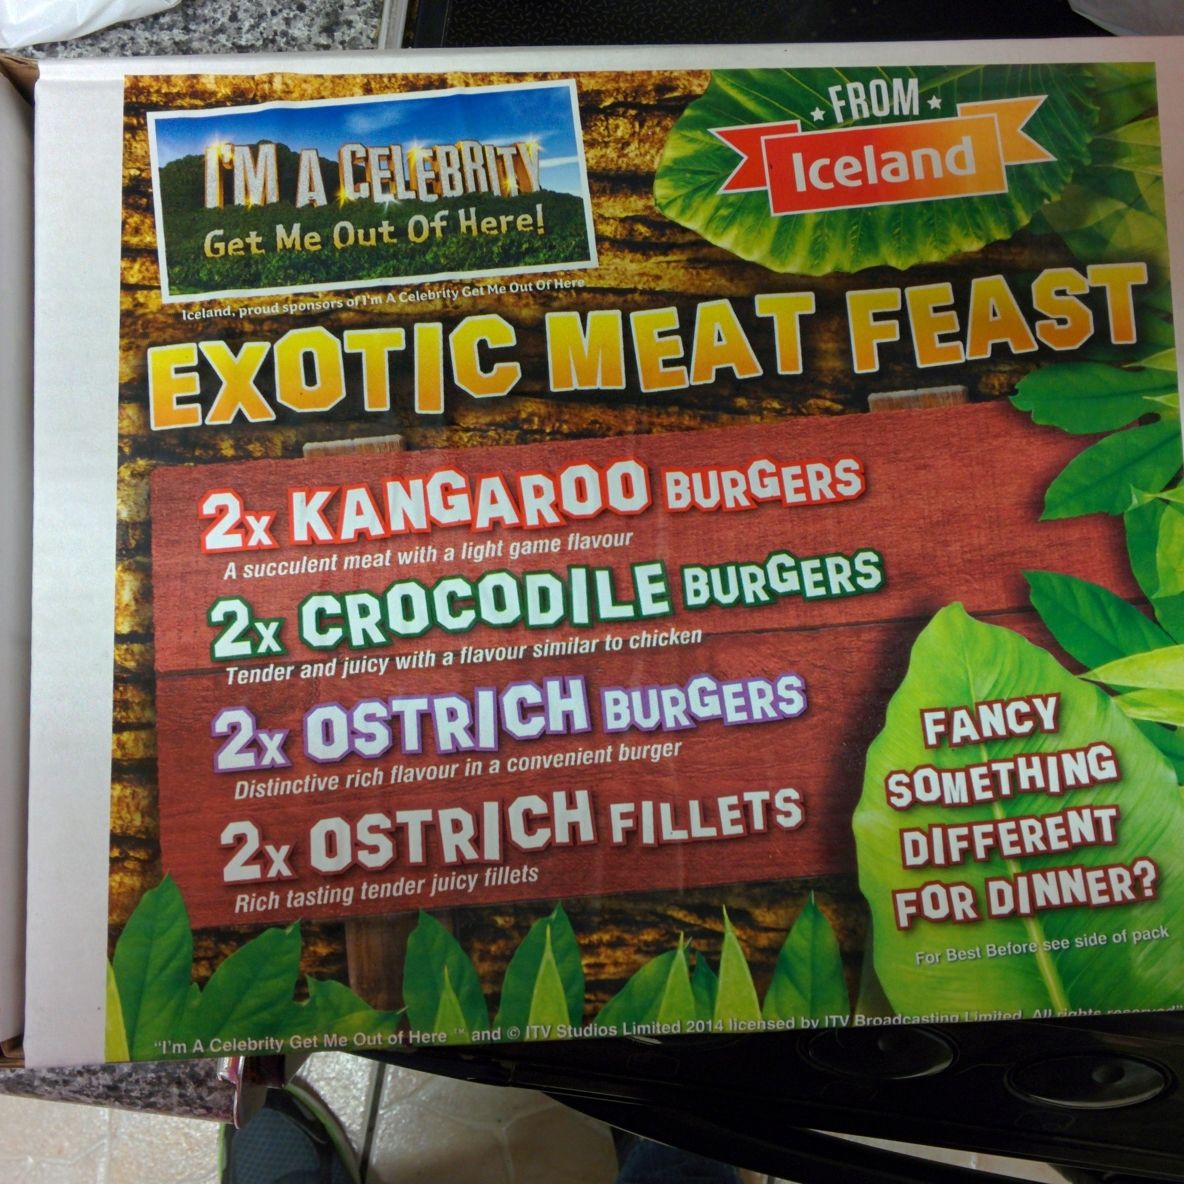 I'M A CELEBRITY
Get Me Out Of Here!
FROM
Iceland
Iceland, proud sponsors of I'm A Celebrity Get Me Out Of Here
EXOTIC MEAT FEAST
2x KANGAROO BURGERS
A succulent meat with a light game flavour
2x CROCODILE BURGERS
Tender and juicy with a flavour similar to chicken
2x OSTRICH BURGERS
Distinctive rich flavour in a convenient burger
2x OSTRICH FILLETS
Rich tasting tender juicy fillets
FANCY
SOMETHING
DIFFERENT
FOR DINNER?
For Best Before see side of pack
"I'm A Celebrity Get Me Out of Here ™ and © ITV Studios Limited 2014 licensed by ITV Broadcasting Limited. All rights reserved"